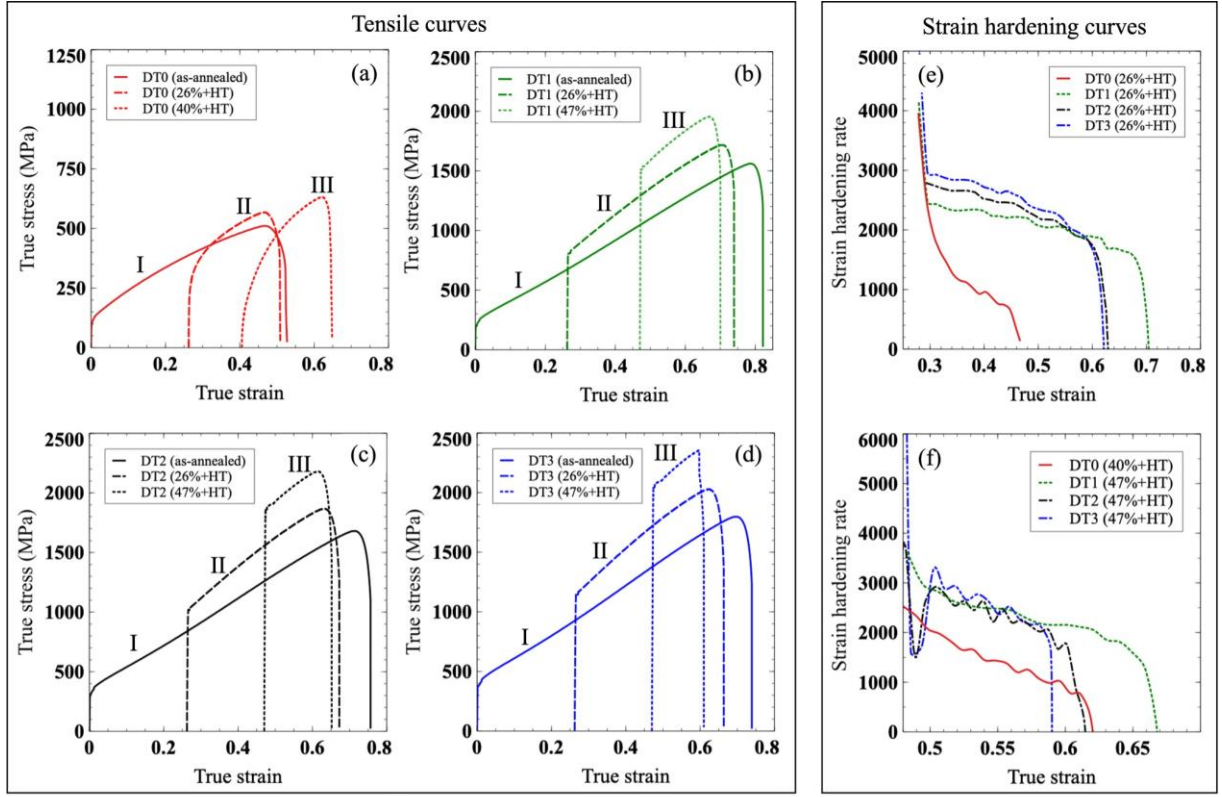 Tensile curves
(a)
DT0 (as-annealed)
DT0 (26%+HT)
DT0 (40%+HT)
I
II
III
True stress (MPa)
1250
1000
750
500
250
0
0 0.2 0.4 0.6 0.8
True strain
(b)
DT1 (as-annealed)
DT1 (26%+HT)
DT1 (47%+HT)
I
II
III
True stress (MPa)
2500
2000
1500
1000
500
0
0 0.2 0.4 0.6 0.8
True strain
(c)
DT2 (as-annealed)
DT2 (26%+HT)
DT2 (47%+HT)
I
II
III
True stress (MPa)
2500
2000
1500
1000
500
0
0 0.2 0.4 0.6 0.8
True strain
(d)
DT3 (as-annealed)
DT3 (26%+HT)
DT3 (47%+HT)
I
II
III
True stress (MPa)
2500
2000
1500
1000
500
0
0 0.2 0.4 0.6 0.8
True strain
Strain hardening curves
(e)
DT0 (26%+HT)
DT1 (26%+HT)
DT2 (26%+HT)
DT3 (26%+HT)
Strain hardening rate
5000
4000
3000
2000
1000
0
0.3 0.4 0.5 0.6 0.7 0.8
True strain
(f)
DT0 (40%+HT)
DT1 (47%+HT)
DT2 (47%+HT)
DT3 (47%+HT)
Strain hardening rate
6000
5000
4000
3000
2000
1000
0
0.5 0.55 0.6 0.65
True strain